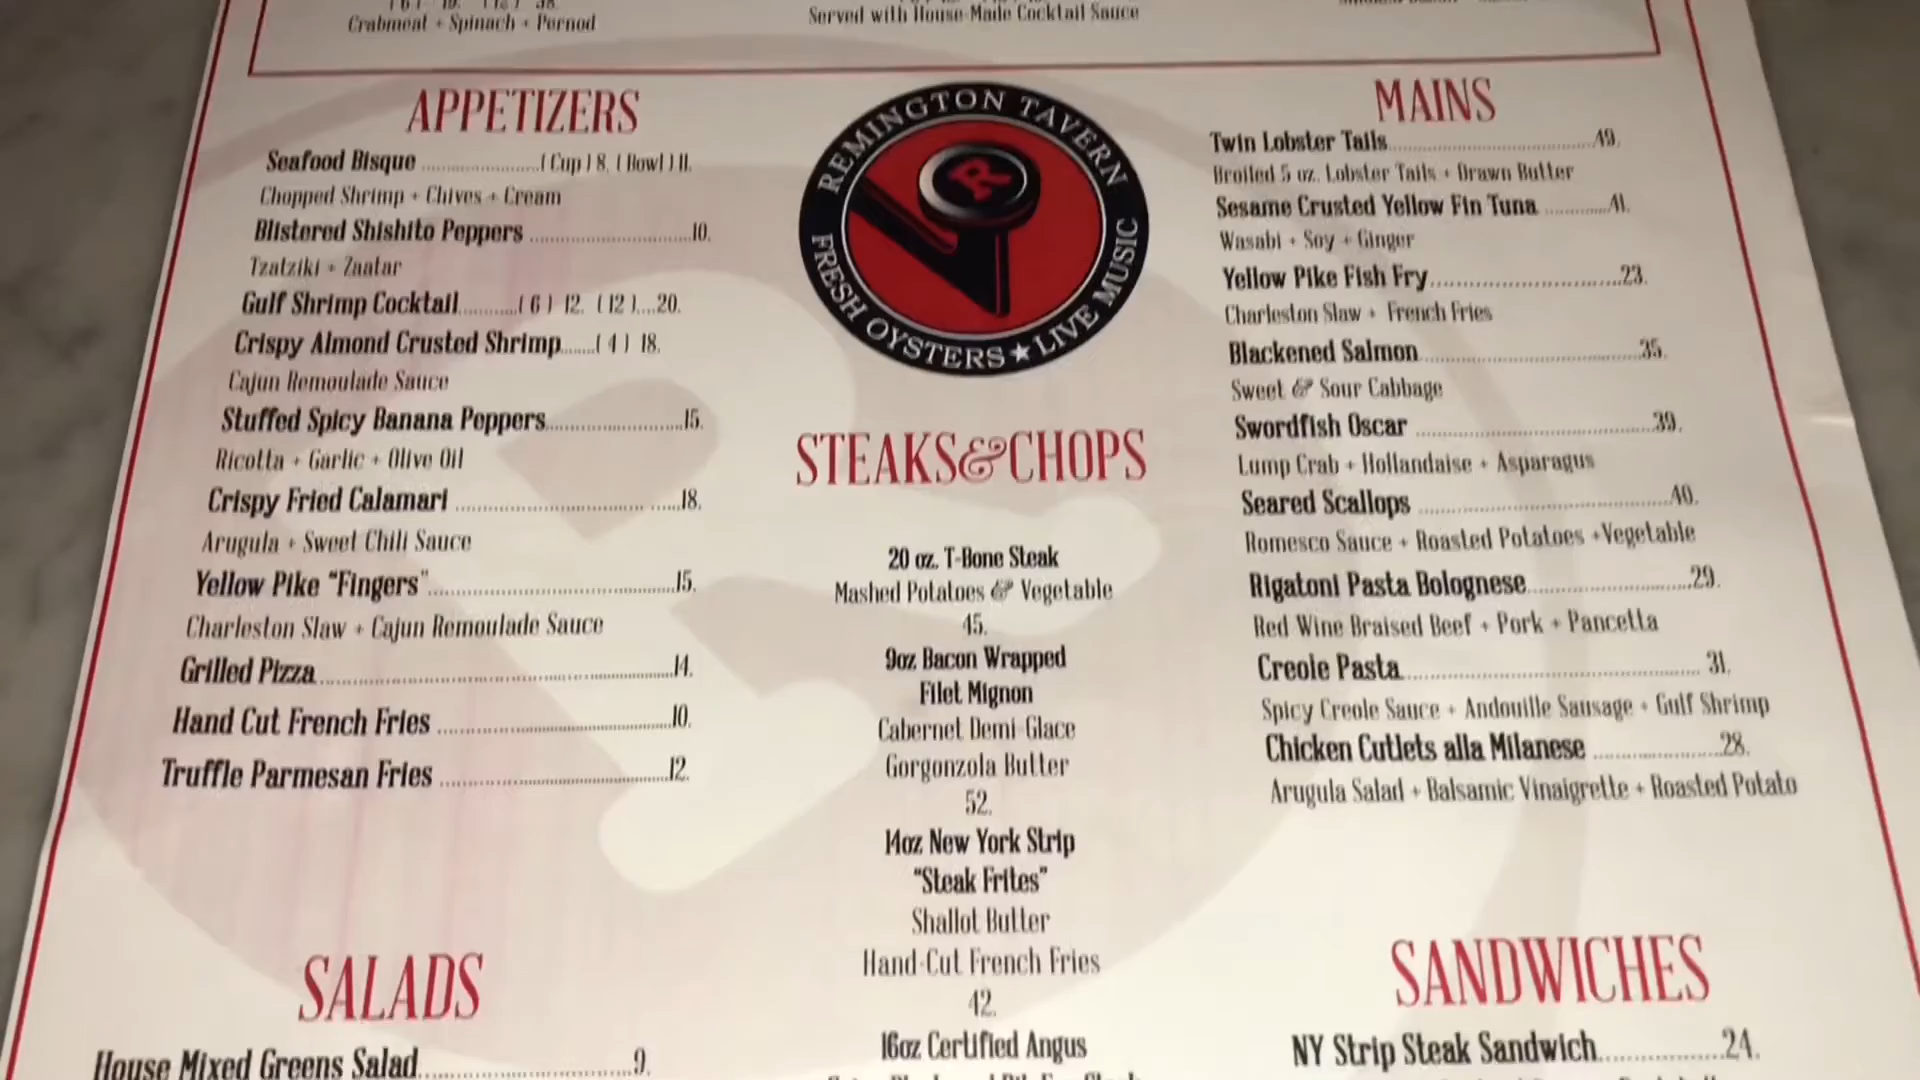 Crabmeat + Spinach + Pernod
Served with House-Made Cocktail Sauce
APPETIZERS
Seafood Bisque ........................( Cup ) 8. ( Bowl ) 11.
Chopped Shrimp + Chives + Cream
Blistered Shishito Peppers ................................10.
Tzatziki + Zaatar
Gulf Shrimp Cocktail............( 6 ) 12. ( 12 )....20.
Crispy Almond Crusted Shrimp.......( 4 ) 18.
Cajun Remoulade Sauce
Stuffed Spicy Banana Peppers...........................15.
Ricotta + Garlic + Olive Oil
Crispy Fried Calamari ......................................18.
Arugula + Sweet Chili Sauce
Yellow Pike "Fingers"..............................................15.
Charleston Slaw + Cajun Remoulade Sauce
Grilled Pizza...................................................................14.
Hand Cut French Fries ............................................10.
Truffle Parmesan Fries ...........................................12.
SALADS
House Mixed Greens Salad..........................9.
REMINGTON TAVERN
FRESH OYSTERS ★ LIVE MUSIC
R
STEAKS & CHOPS
20 oz. T-Bone Steak
Mashed Potatoes & Vegetable
45.
9oz Bacon Wrapped
Filet Mignon
Cabernet Demi-Glace
Gorgonzola Butter
52.
14oz New York Strip
"Steak Frites"
Shallot Butter
Hand-Cut French Fries
42.
16oz Certified Angus
MAINS
Twin Lobster Tails..........................................49.
Broiled 5 oz. Lobster Tails + Drawn Butter
Sesame Crusted Yellow Fin Tuna .............41.
Wasabi + Soy + Ginger
Yellow Pike Fish Fry..................................23.
Charleston Slaw + French Fries
Blackened Salmon...........................................35.
Sweet & Sour Cabbage
Swordfish Oscar ..............................................39.
Lump Crab + Hollandaise + Asparagus
Seared Scallops ................................................40.
Romesco Sauce + Roasted Potatoes +Vegetable
Rigatoni Pasta Bolognese................................29.
Red Wine Braised Beef + Pork + Pancetta
Creole Pasta........................................................ 31.
Spicy Creole Sauce + Andouille Sausage + Gulf Shrimp
Chicken Cutlets alla Milanese ......................28.
Arugula Salad + Balsamic Vinaigrette + Roasted Potato
SANDWICHES
NY Strip Steak Sandwich................24.